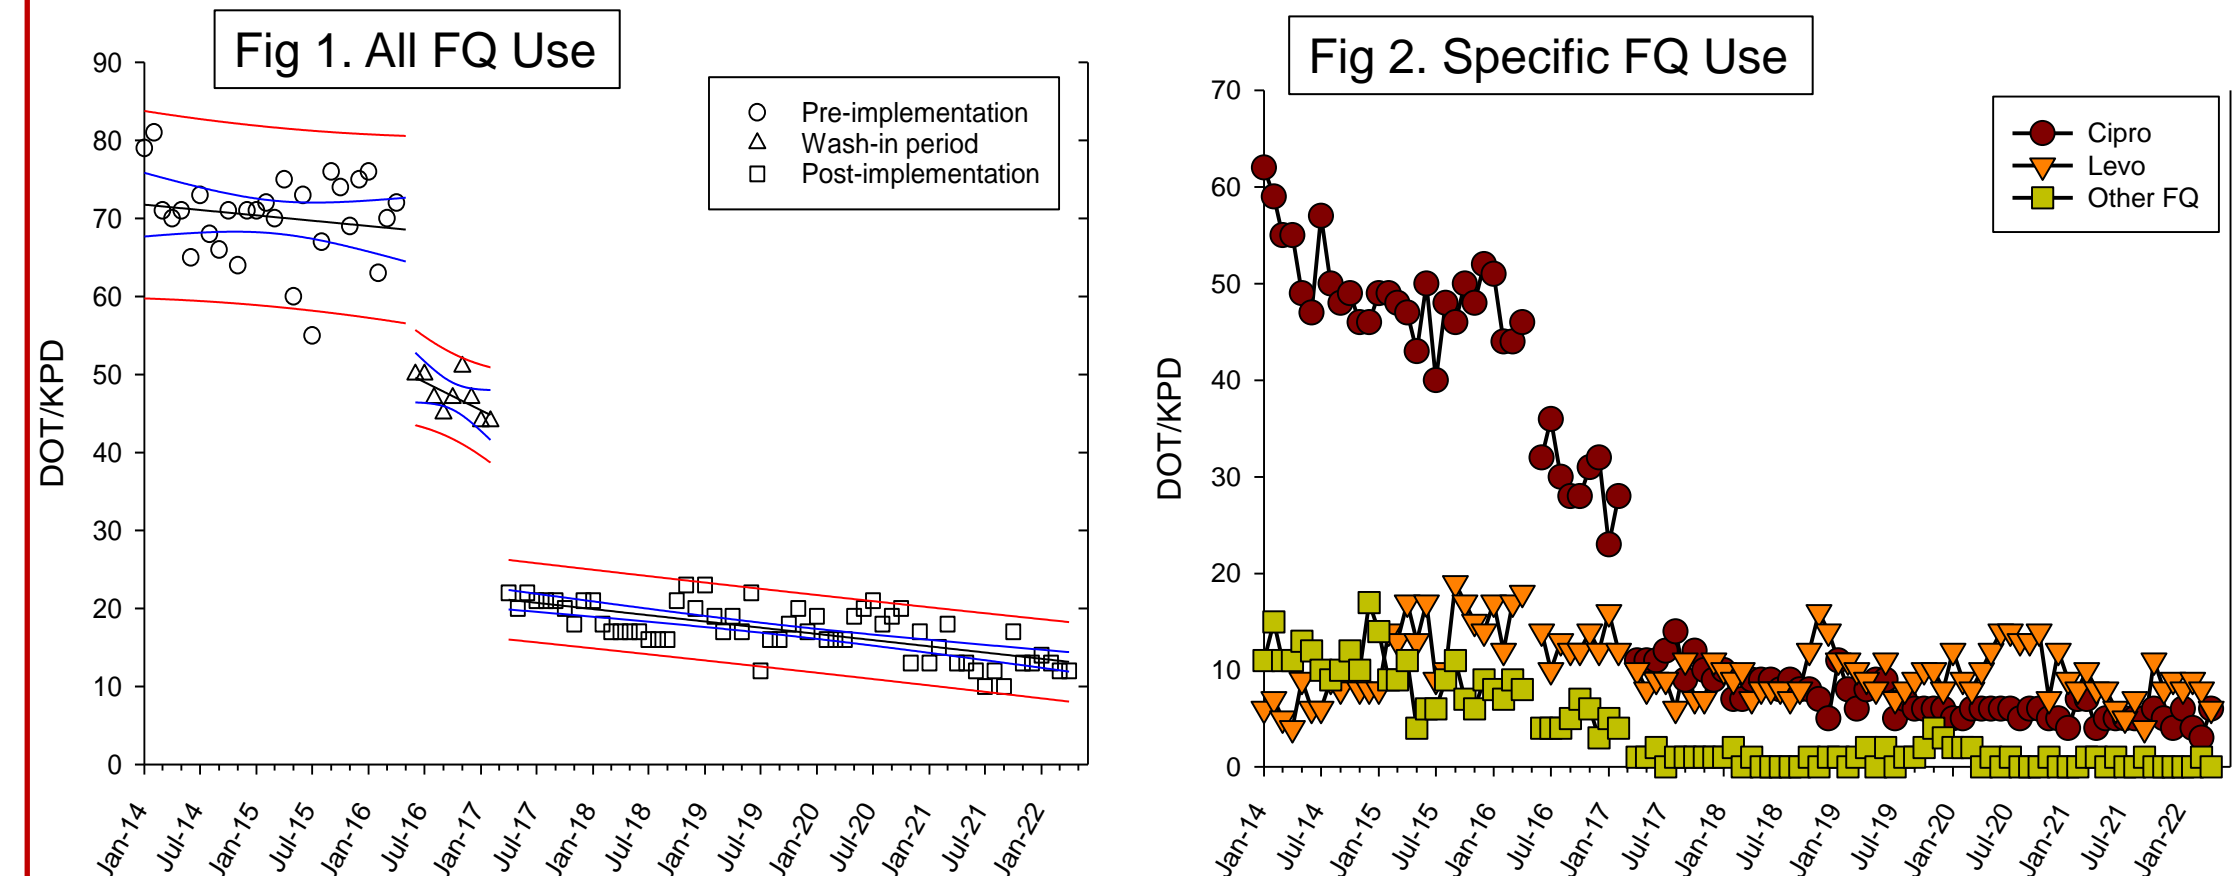 Fig 1. All FQ Use
90
80
70
60
50
40
30
20
10
0
DOT/KPD
Pre-implementation
Wash-in period
Post-implementation
Jan-14
Jul-14
Jan-15
Jul-15
Jan-16
Jul-16
Jan-17
Jul-17
Jan-18
Jul-18
Jan-19
Jul-19
Jan-20
Jul-20
Jan-21
Jul-21
Jan-22
Fig 2. Specific FQ Use
70
60
50
40
30
20
10
0
DOT/KPD
Cipro
Levo
Other FQ
Jan-14
Jul-14
Jan-15
Jul-15
Jan-16
Jul-16
Jan-17
Jul-17
Jan-18
Jul-18
Jan-19
Jul-19
Jan-20
Jul-20
Jan-21
Jul-21
Jan-22